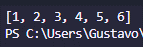 [1, 2, 3, 4, 5, 6]
PS C:\Users\Gustavo\